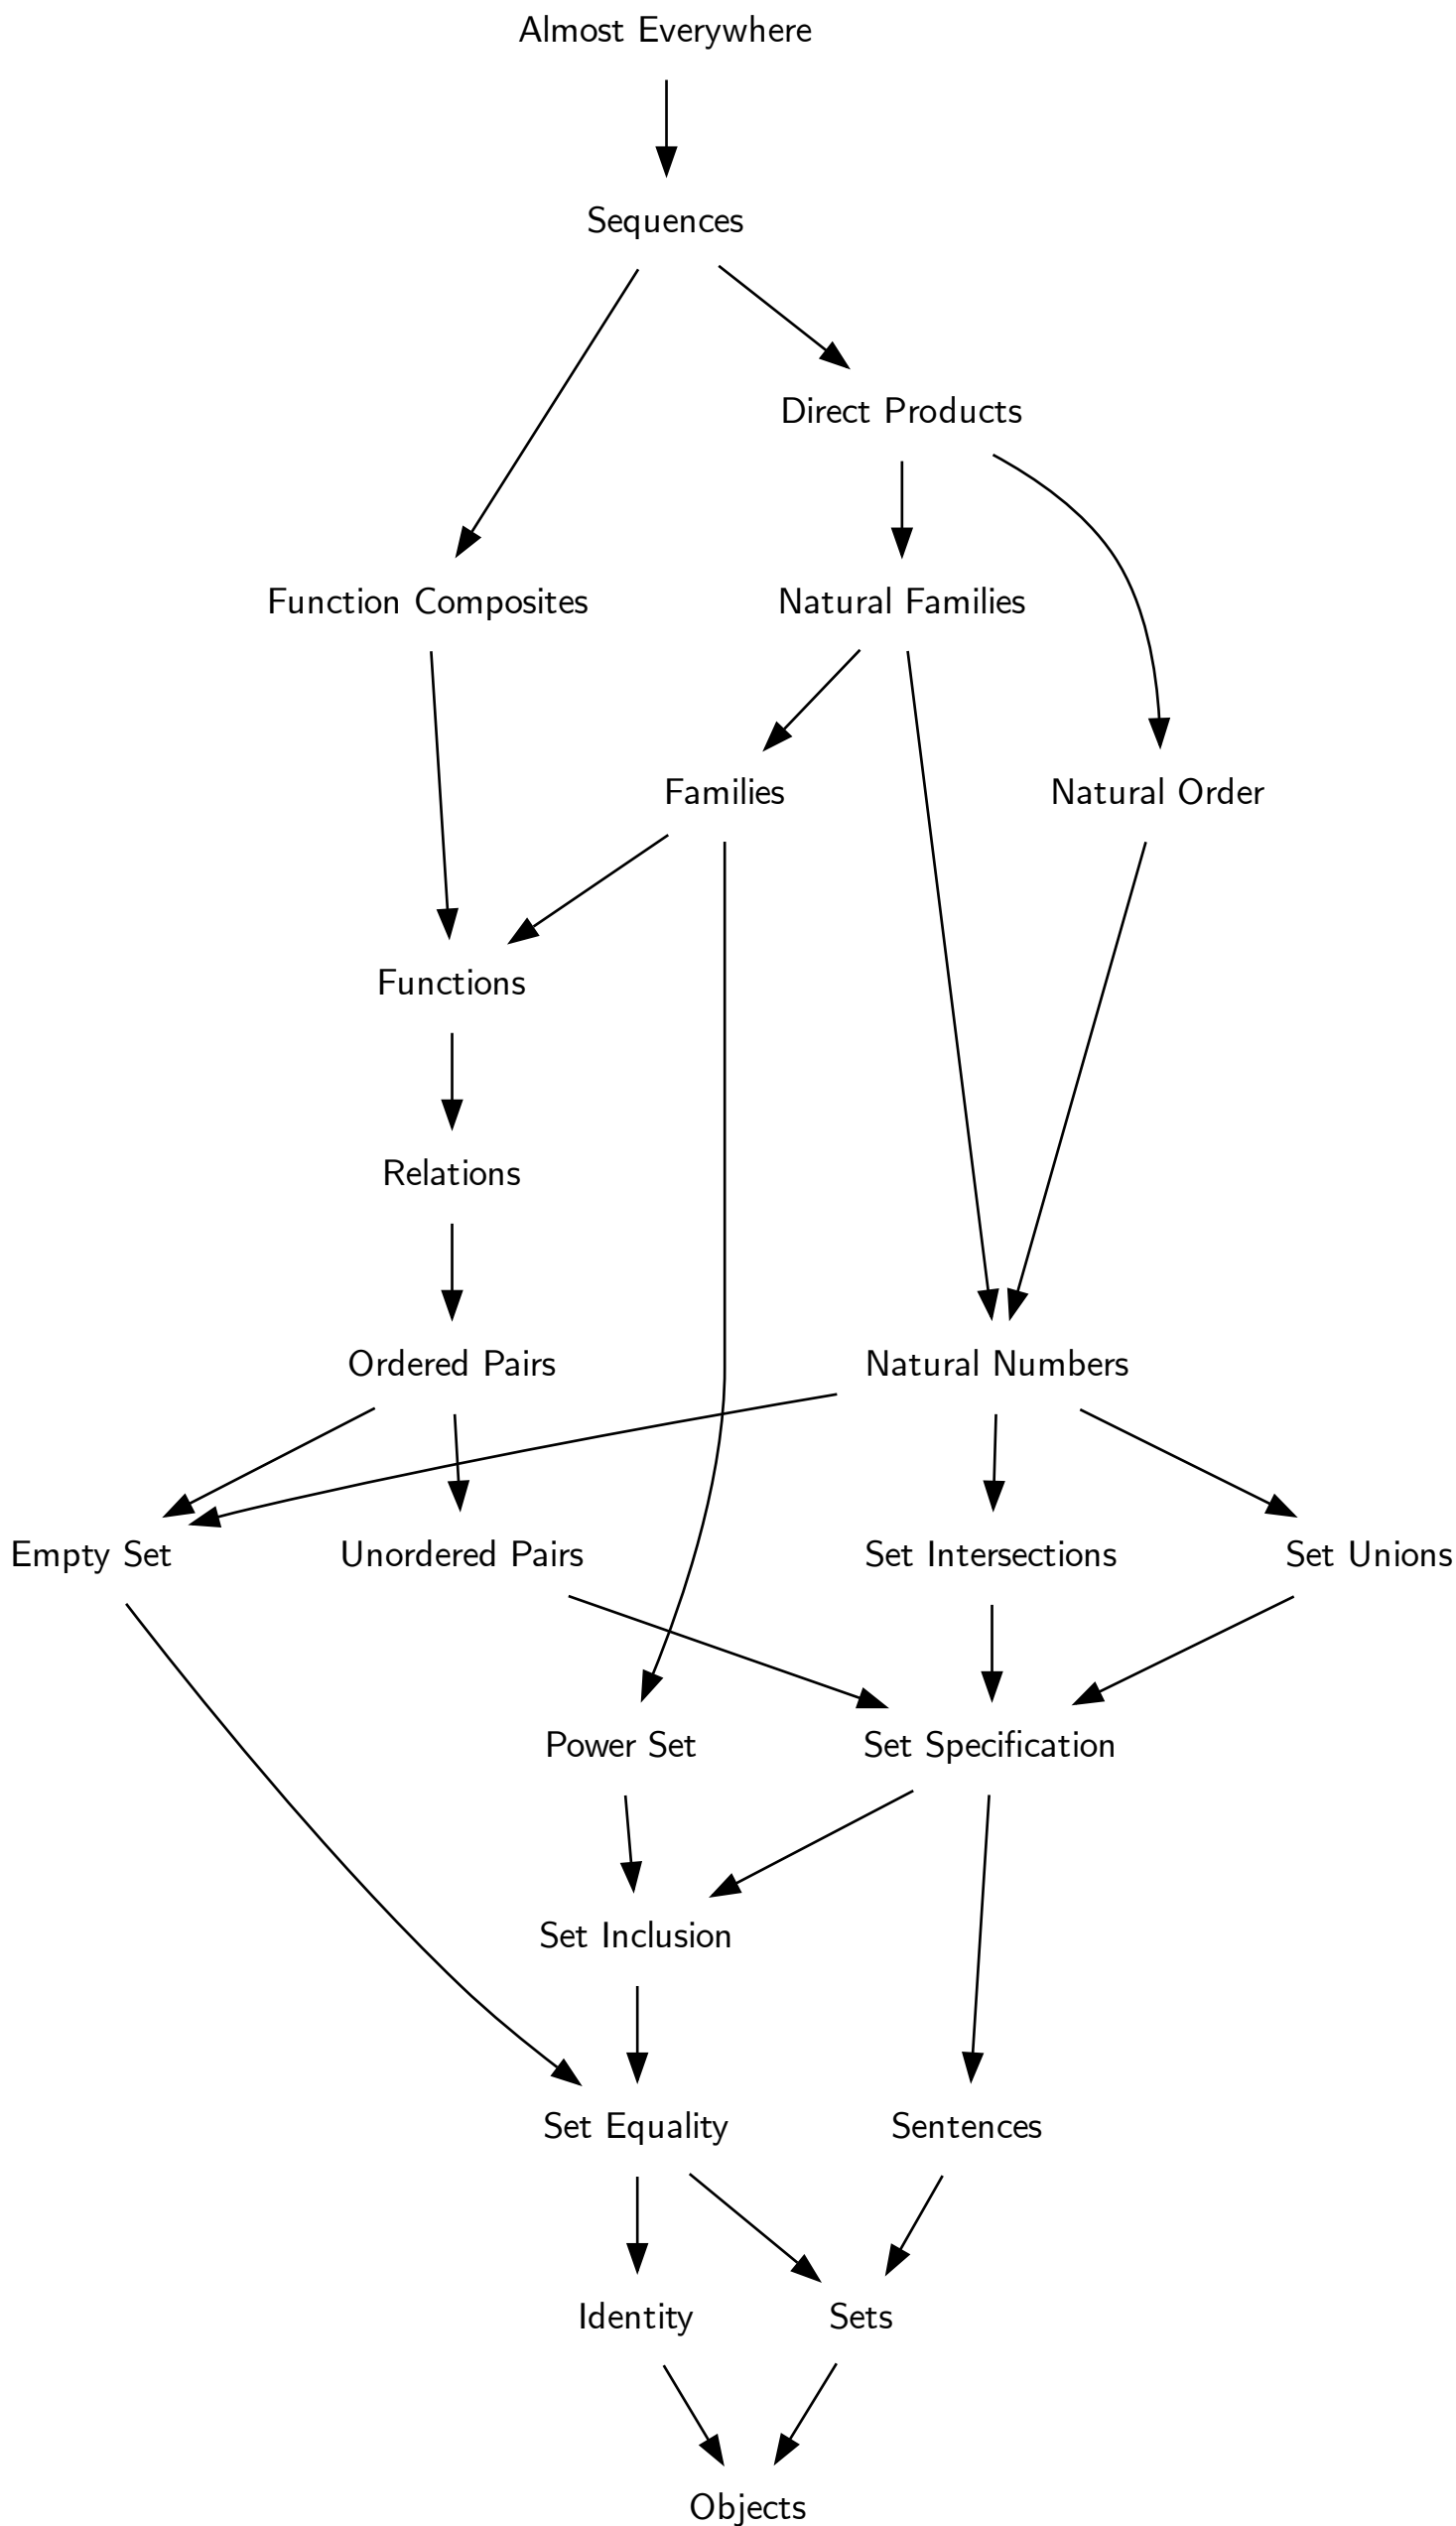 Almost Everywhere
Sequences
Direct Products
Function Composites
Natural Families
Families
Natural Order
Functions
Relations
Ordered Pairs
Natural Numbers
Empty Set
Unordered Pairs
Set Intersections
Set Unions
Power Set
Set Specification
Set Inclusion
Set Equality
Sentences
Identity
Sets
Objects